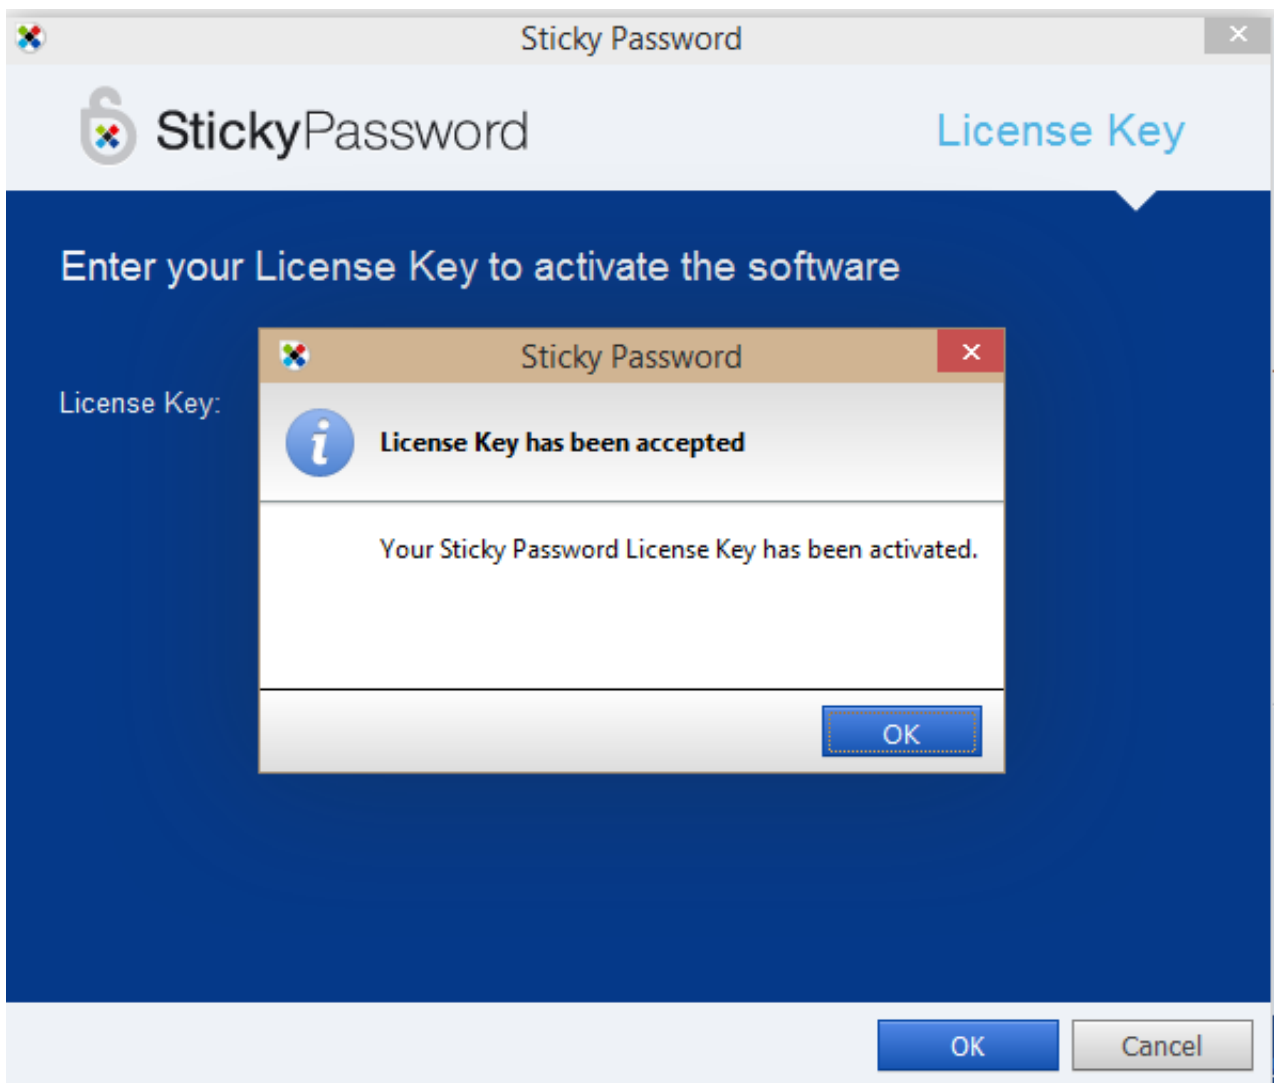 Sticky Password
StickyPassword
License Key
Enter your License Key to activate the software
License Key:
Sticky Password
License Key has been accepted
Your Sticky Password License Key has been activated.
OK
OK
Cancel